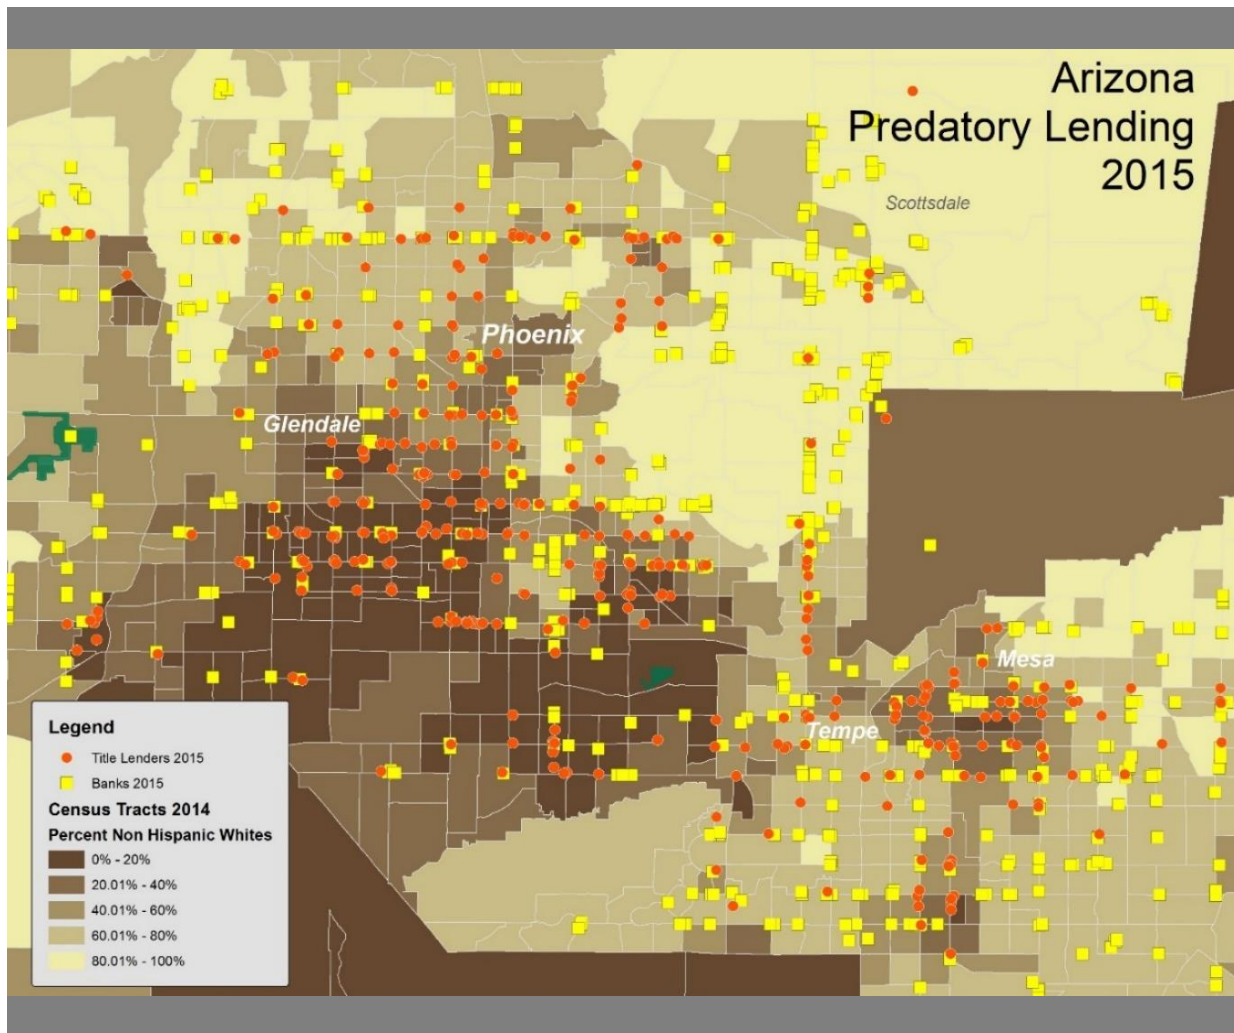 Arizona
Predatory Lending
2015
Scottsdale
Phoenix
Glendale
Mesa
Tempe
Legend
Title Lenders 2015
Banks 2015
Census Tracts 2014
Percent Non Hispanic Whites
0% - 20%
20.01% - 40%
40.01% - 60%
60.01% - 80%
80.01% - 100%